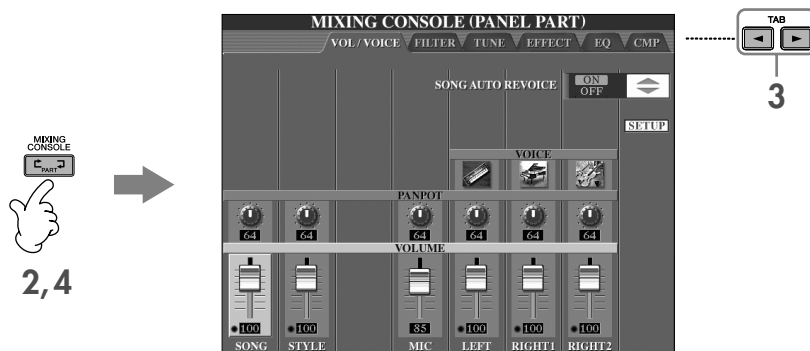 MIXING CONSOLE (PANEL PART)
VOL / VOICE FILTER TUNE EFFECT EQ CMP
TAB
3
SONG AUTO REVOICE ON
OFF
SETUP
MIXING
CONSOLE
PART
2,4
VOICE
PANPOT
64 64 64 64 64 64
VOLUME
100 100 85 100 100 100
SONG STYLE MIC LEFT RIGHT1 RIGHT2